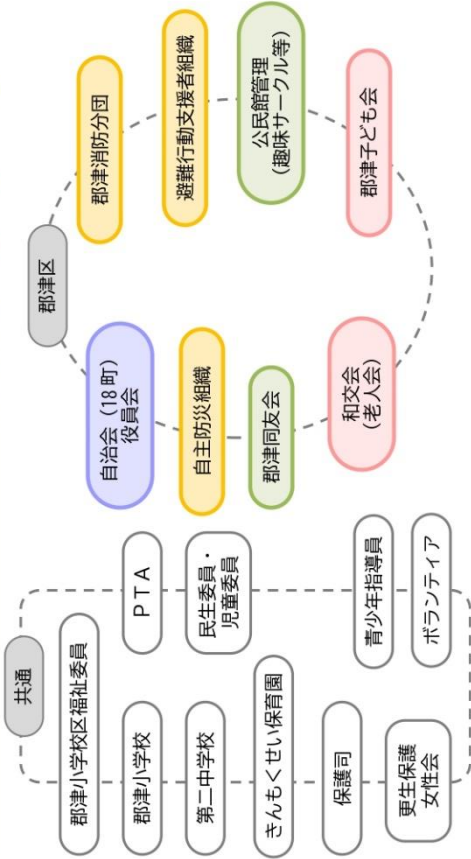 共通
郡津小学校区福祉委員
郡津小学校
PTA
第二中学校
民生委員・
児童委員
きんもくせい保育園
保護司
青少年指導員
更生保護
女性会
ボランティア
郡津区
自治会（18町）
役員会
郡津消防分団
自主防災組織
避難行動支援者組織
郡津同友会
公民館管理
(趣味サークル等)
和交会
(老人会)
郡津子ども会